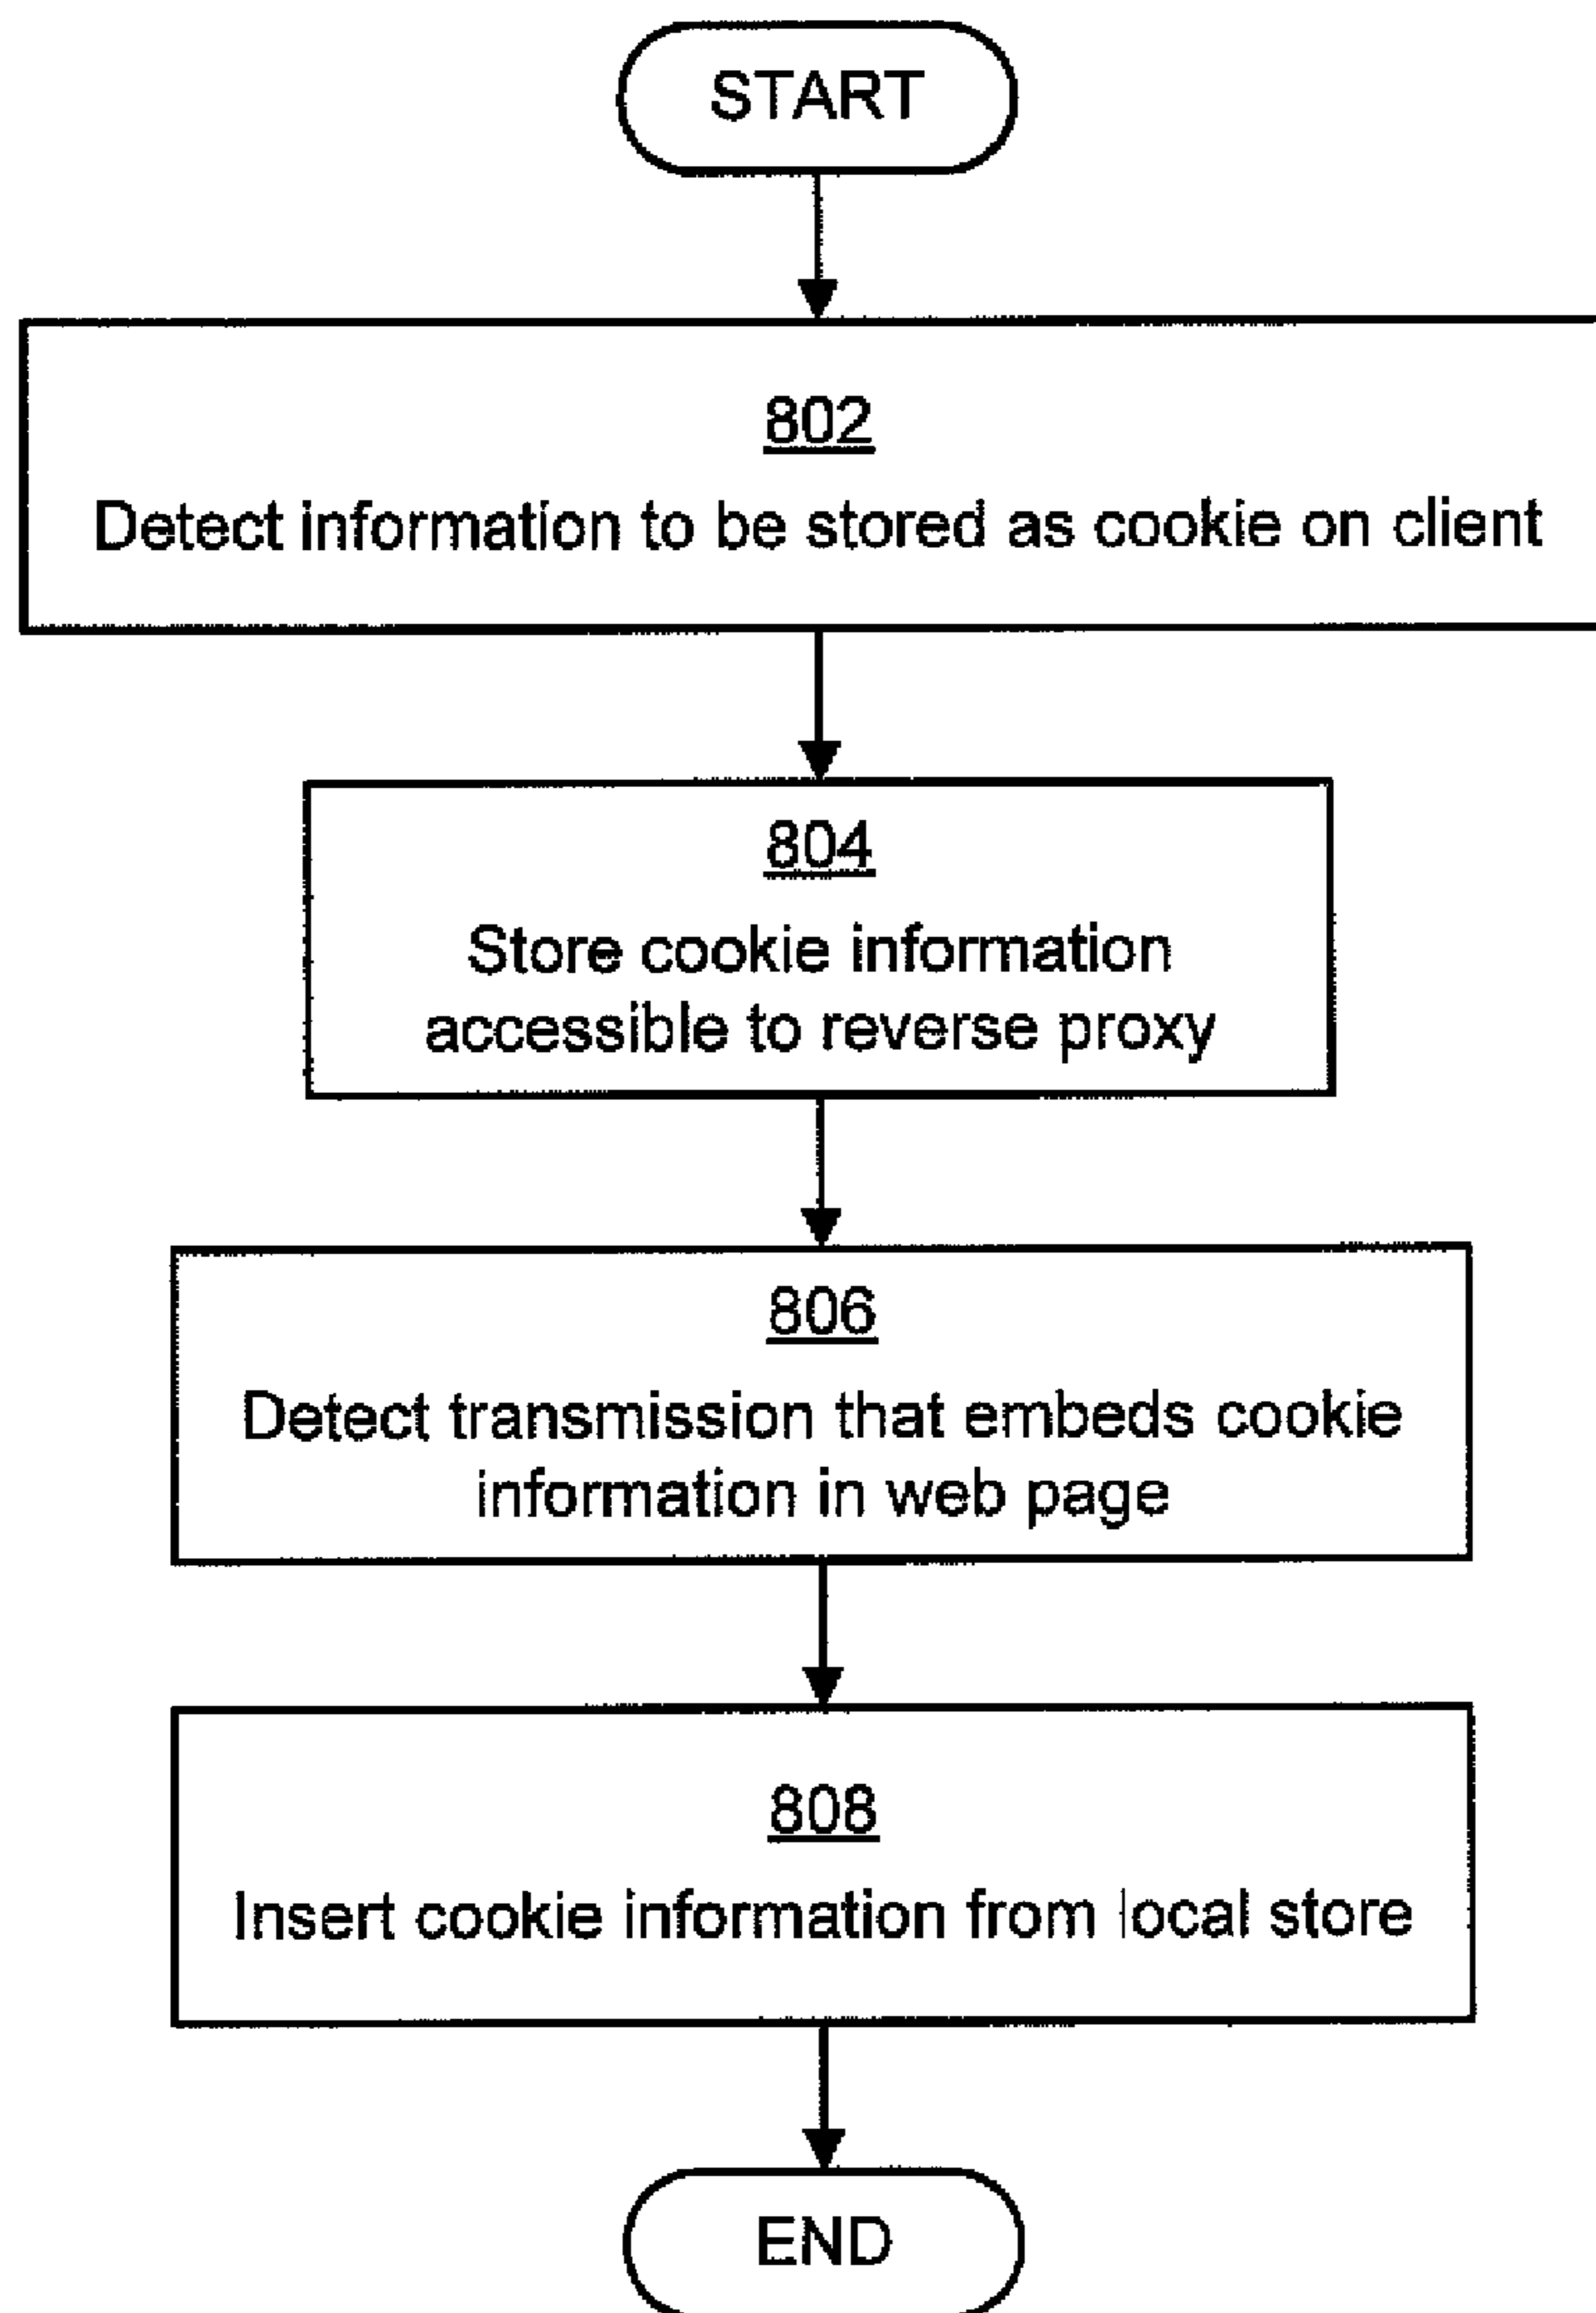 START
802
Detect information to be stored as cookie on client
804
Store cookie information
accessible to reverse proxy
806
Detect transmission that embeds cookie
information in web page
808
Insert cookie information from local store
END